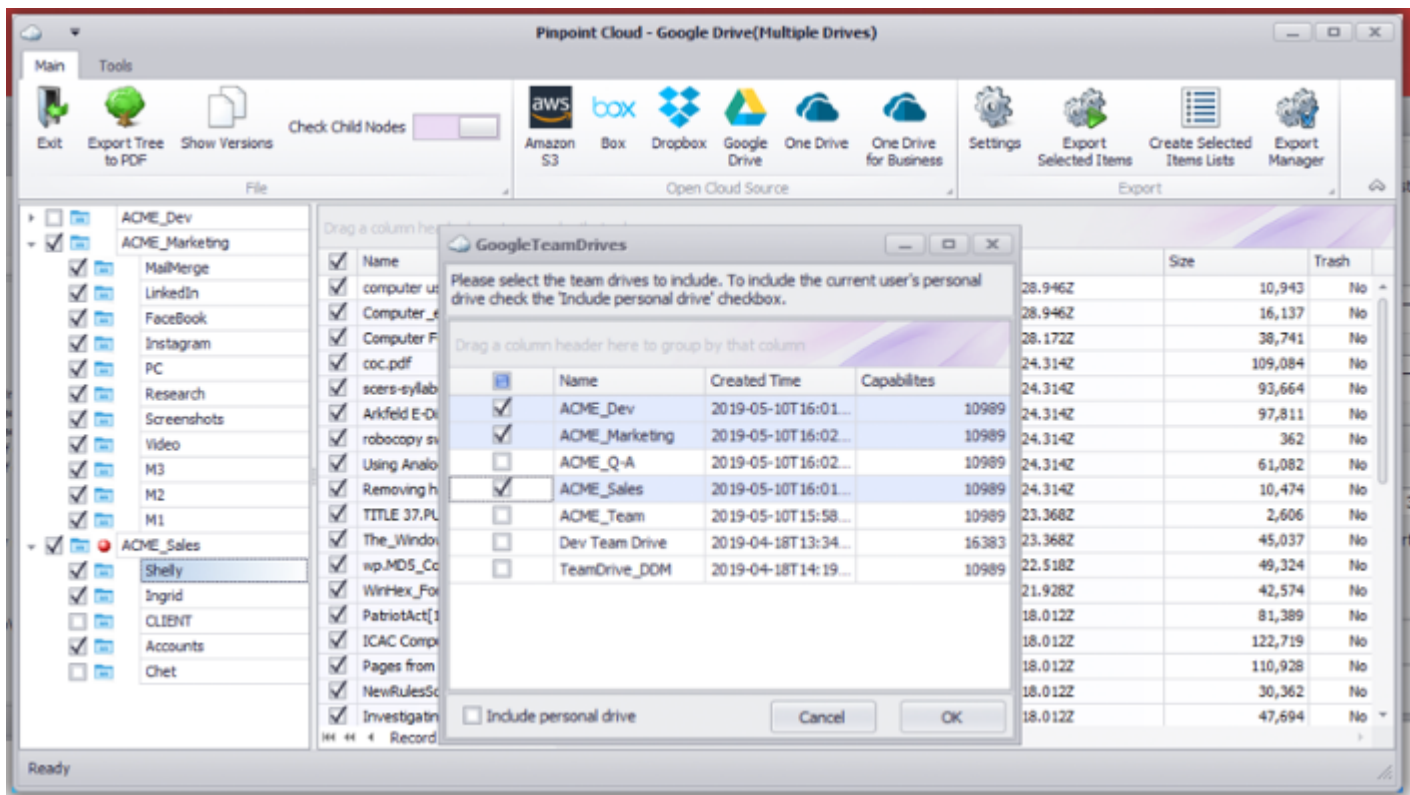 Pinpoint Cloud - Google Drive(Multiple Drives)
Main Tools
Exit
Export Tree to PDF
Show Versions
Check Child Nodes
File
aws
Amazon S3
box
Box
Dropbox
Google Drive
One Drive
One Drive for Business
Open Cloud Source
Settings
Export Selected Items
Create Selected Items Lists
Export Manager
Export
ACME_Dev
ACME_Marketing
MailMerge
LinkedIn
FaceBook
Instagram
PC
Research
Screenshots
Video
M3
M2
M1
ACME_Sales
Shelly
Ingrid
CLIENT
Accounts
Chet
Drag a column
Name Size Trash
computer 28.946Z 10,943 No
Computer_ 28.946Z 16,137 No
Computer 28.172Z 38,741 No
coc.pdf 24.314Z 109,084 No
scers-syllab 24.314Z 93,664 No
Arkfeld E-Di 24.314Z 97,811 No
robocopy 24.314Z 362 No
Using Analo 24.314Z 61,082 No
Removing h 24.314Z 10,474 No
TITLE 37.PU 23.368Z 2,606 No
The_Windo 23.368Z 45,037 No
wp.MD5_Co 22.518Z 49,324 No
WinHex_Fo 21.928Z 42,574 No
PatriotAct[1 18.012Z 81,389 No
ICAC Comp 18.012Z 122,719 No
Pages from 18.012Z 110,928 No
NewRulesSc 18.012Z 30,362 No
Investigatin 18.012Z 47,694 No
Record
GoogleTeamDrives
Please select the team drives to include. To include the current user's personal
drive check the 'Include personal drive' checkbox.
Drag a column header here to group by that column
Name Created Time Capabilites
ACME_Dev 2019-05-10T16:01... 10989
ACME_Marketing 2019-05-10T16:02... 10989
ACME_Q-A 2019-05-10T16:02... 10989
ACME_Sales 2019-05-10T16:01... 10989
ACME_Team 2019-05-10T15:58... 10989
Dev Team Drive 2019-04-18T13:34... 16383
TeamDrive_DDM 2019-04-18T14:19... 10989
Include personal drive Cancel OK
Ready